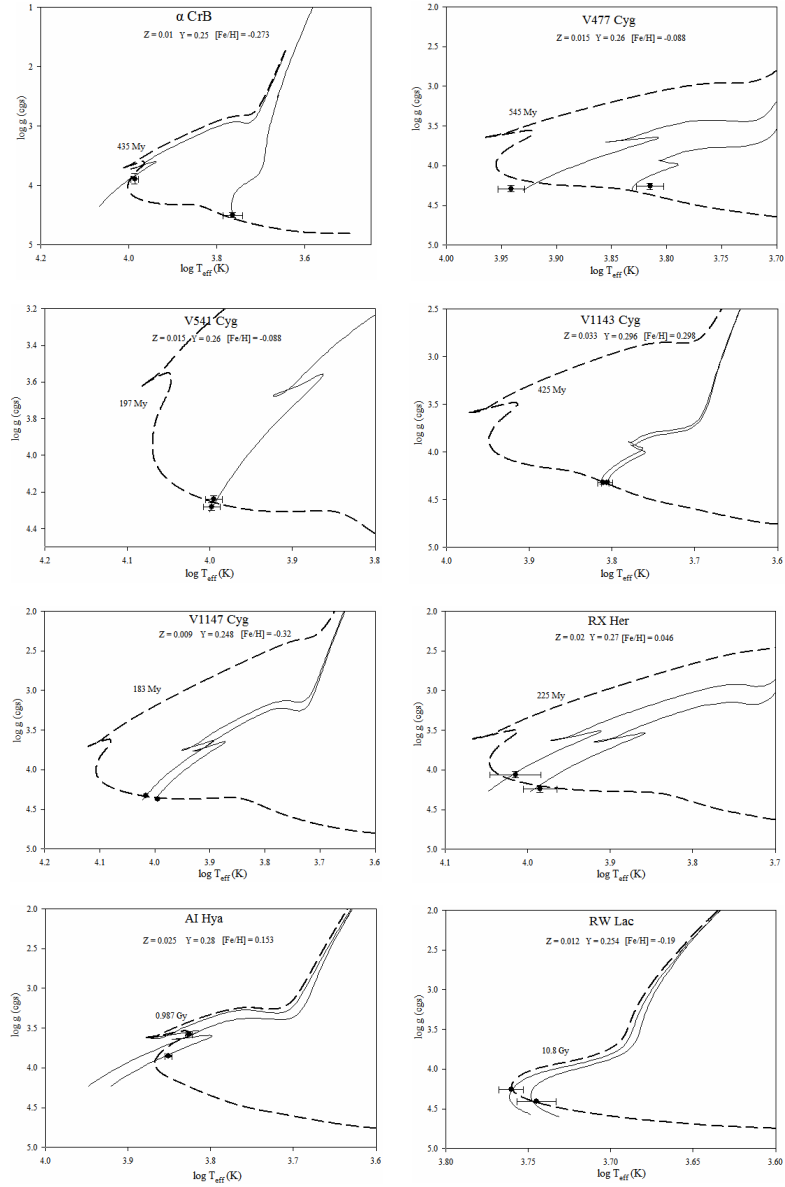 α CrB
Z = 0.01 Y = 0.25 [Fe/H] = -0.273
435 My
1
2
3
4
5
log g (cgs)
4.2 4.0 3.8 3.6
log T eff (K)
V477 Cyg
Z = 0.015 Y = 0.26 [Fe/H] = -0.088
545 My
2.0
2.5
3.0
3.5
4.0
4.5
5.0
log g (cgs)
4.00 3.95 3.90 3.85 3.80 3.75 3.70
log T eff (K)
V541 Cyg
Z = 0.015 Y = 0.26 [Fe/H] = -0.088
197 My
3.2
3.4
3.6
3.8
4.0
4.2
4.4
log g (cgs)
4.2 4.1 4.0 3.9 3.8
log T eff (K)
V1143 Cyg
Z = 0.033 Y = 0.296 [Fe/H] = 0.298
425 My
2.5
3.0
3.5
4.0
4.5
5.0
log g (cgs)
4.0 3.9 3.8 3.7 3.6
log T eff (K)
V1147 Cyg
Z = 0.009 Y = 0.248 [Fe/H] = -0.32
183 My
2.0
2.5
3.0
3.5
4.0
4.5
5.0
log g (cgs)
4.2 4.1 4.0 3.9 3.8 3.7 3.6
log T eff (K)
RX Her
Z = 0.02 Y = 0.27 [Fe/H] = 0.046
225 My
2.0
2.5
3.0
3.5
4.0
4.5
5.0
log g (cgs)
4.1 4.0 3.9 3.8 3.7
log T eff (K)
AI Hya
Z = 0.025 Y = 0.28 [Fe/H] = 0.153
0.987 Gy
2.0
2.5
3.0
3.5
4.0
4.5
5.0
log g (cgs)
4.0 3.9 3.8 3.7 3.6
log T eff (K)
RW Lac
Z = 0.012 Y = 0.254 [Fe/H] = -0.19
10.8 Gy
2.0
2.5
3.0
3.5
4.0
4.5
5.0
log g (cgs)
3.80 3.75 3.70 3.65 3.60
log T eff (K)